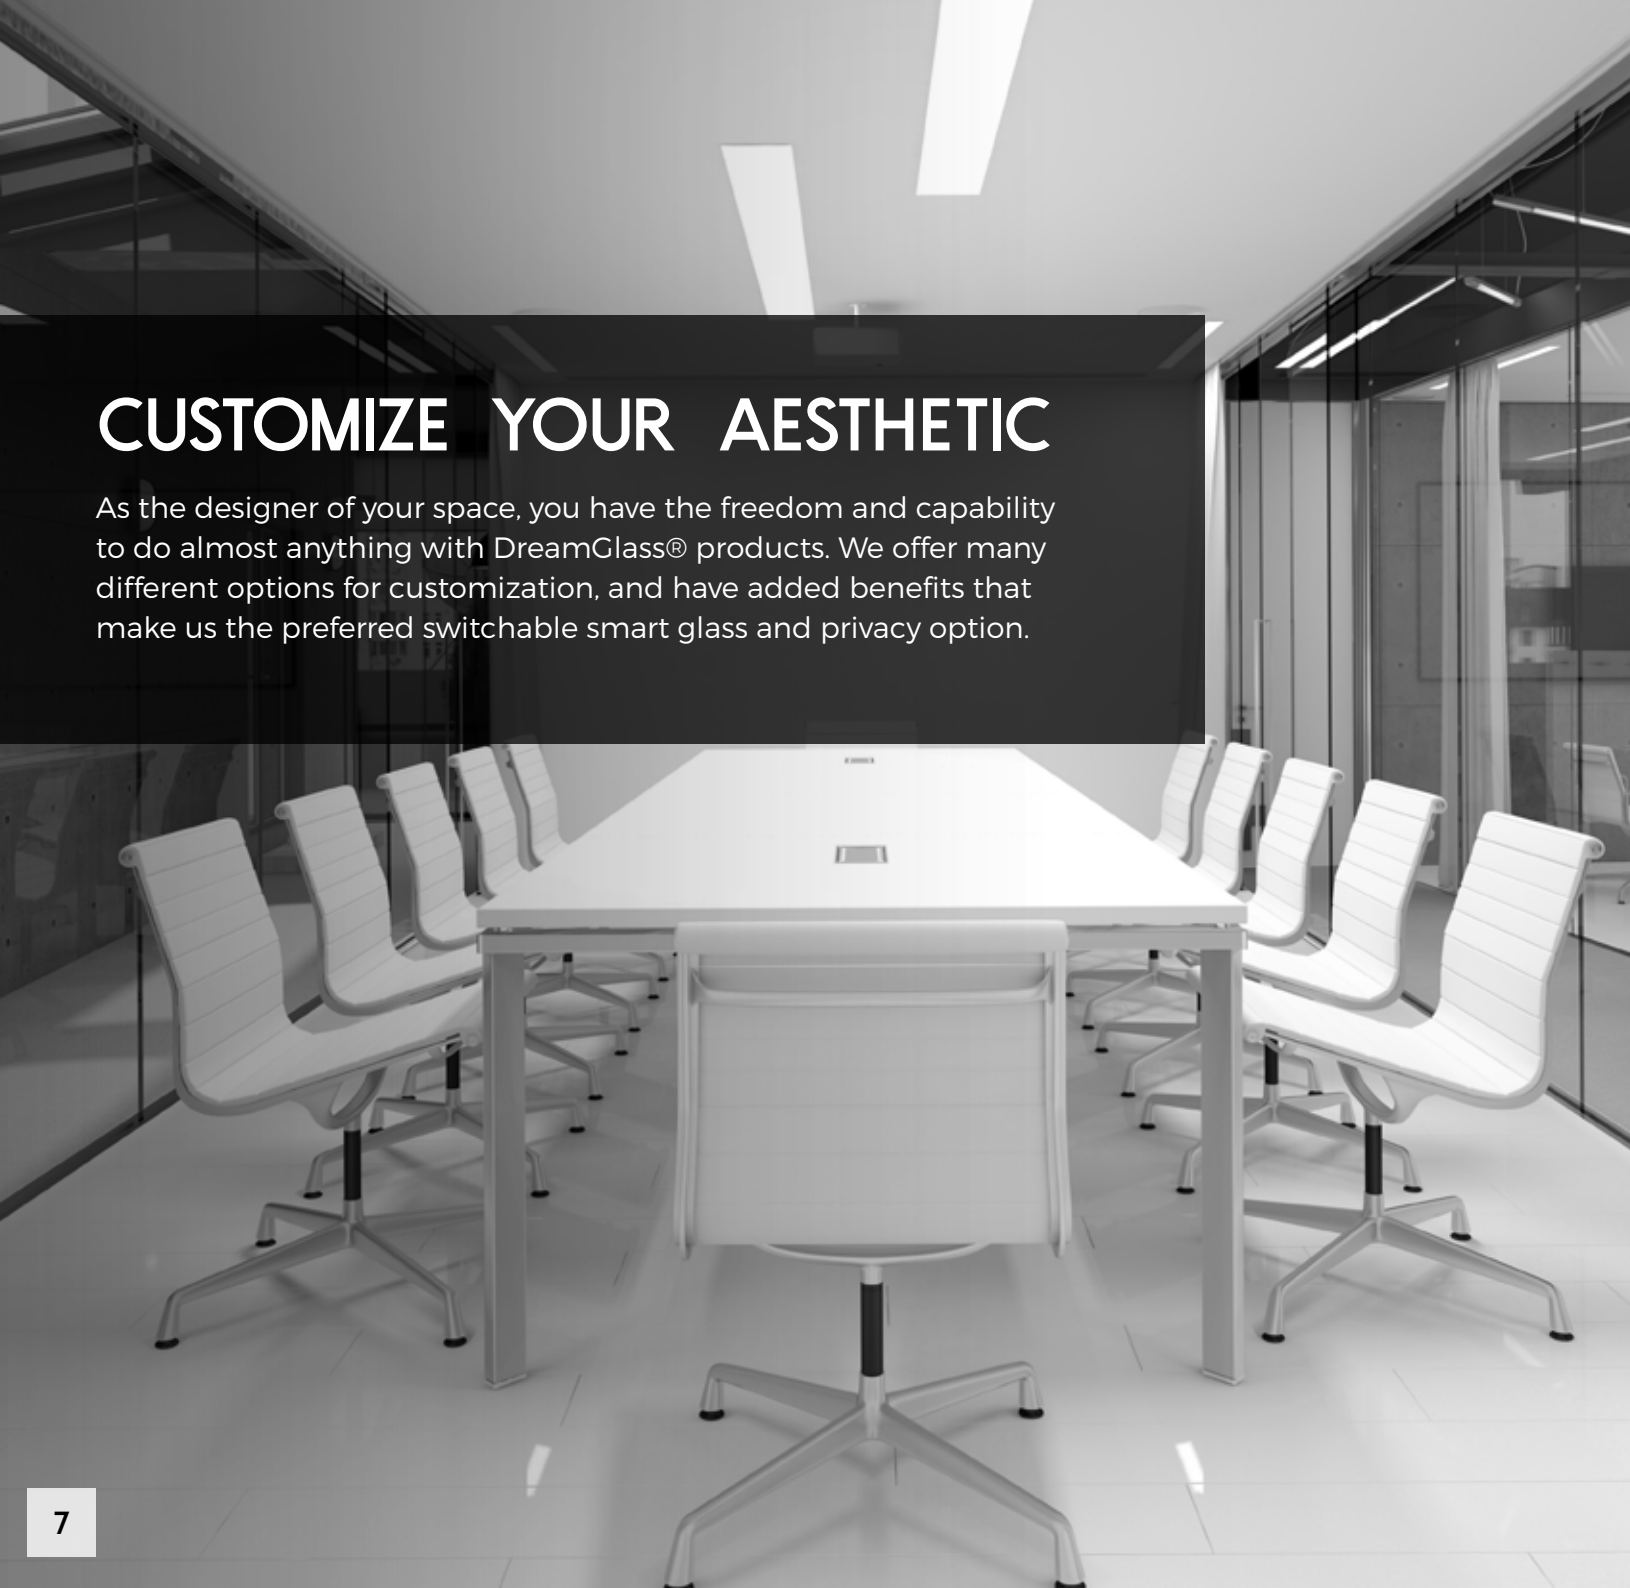 CUSTOMIZE YOUR AESTHETIC
As the designer of your space, you have the freedom and capability
to do almost anything with DreamGlass® products. We offer many
different options for customization, and have added benefits that
make us the preferred switchable smart glass and privacy option.
7